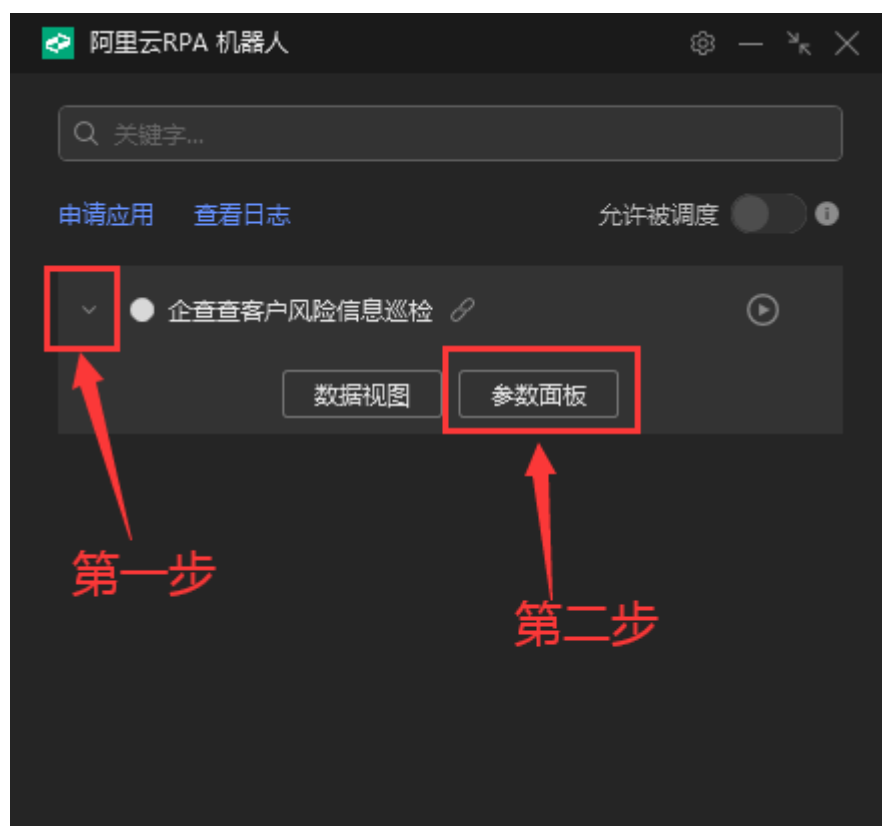 阿里云RPA 机器人
关键字...
申请应用 查看日志 允许被调度
企查查客户风险信息巡检
数据视图 参数面板
第一步
第二步